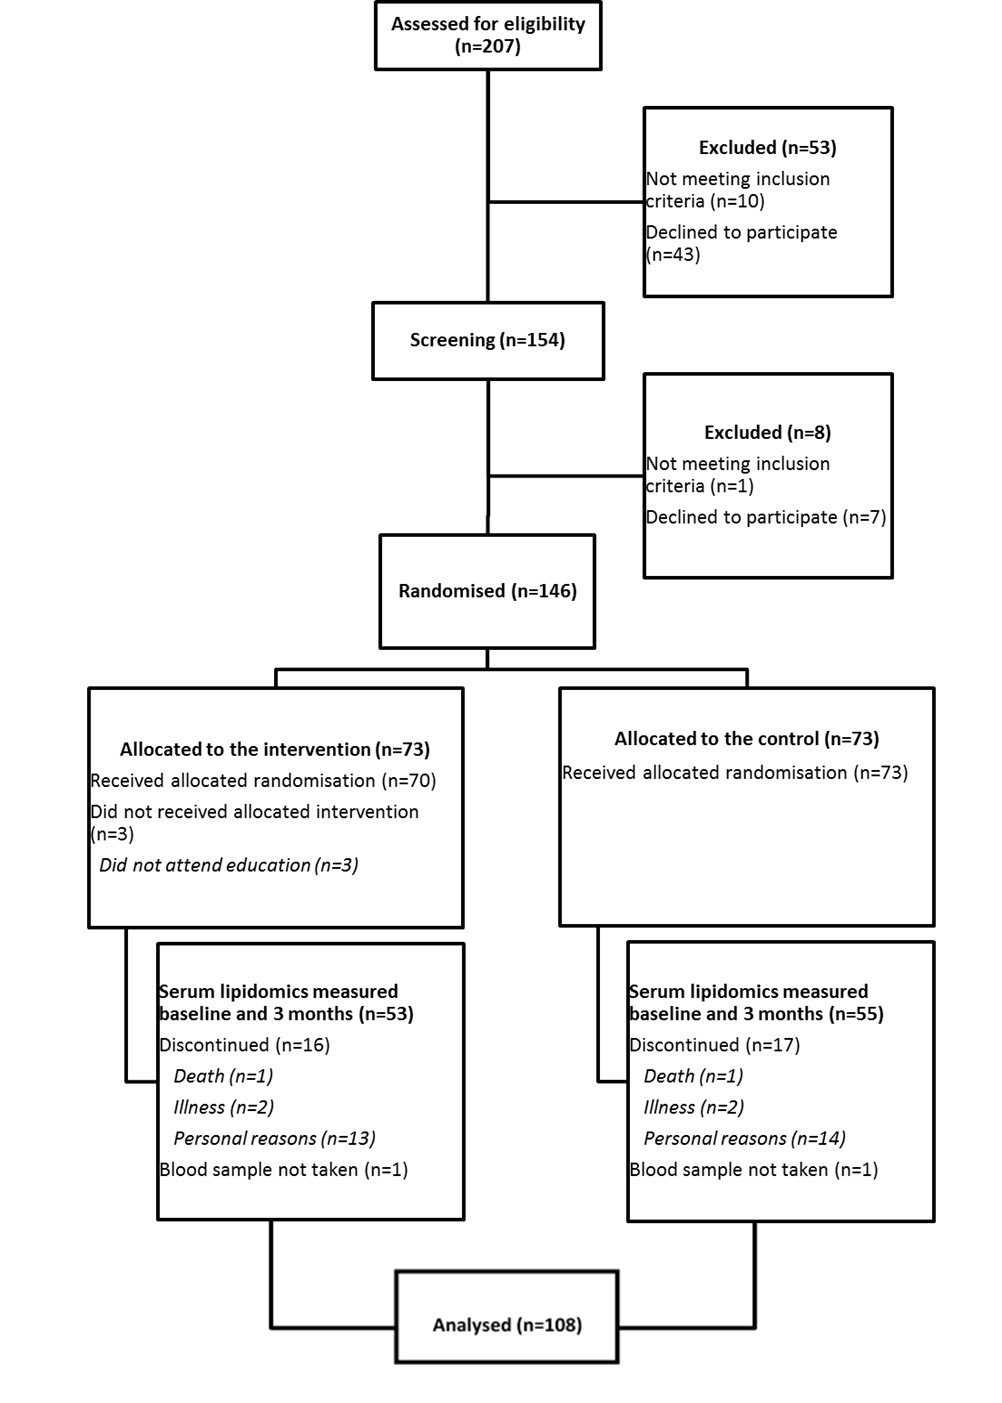 Assessed for eligibility
(n=207)
Excluded (n=53)
Not meeting inclusion
criteria (n=10)
Declined to participate
(n=43)
Screening (n=154)
Excluded (n=8)
Not meeting inclusion
criteria (n=1)
Declined to participate (n=7)
Randomised (n=146)
Allocated to the intervention (n=73)
Received allocated randomisation (n=70)
Did not received allocated intervention
(n=3)
Did not attend education (n=3)
Allocated to the control (n=73)
Received allocated randomisation (n=73)
Serum lipidomics measured
baseline and 3 months (n=53)
Discontinued (n=16)
Death (n=1)
Illness (n=2)
Personal reasons (n=13)
Blood sample not taken (n=1)
Serum lipidomics measured
baseline and 3 months (n=55)
Discontinued (n=17)
Death (n=1)
Illness (n=2)
Personal reasons (n=14)
Blood sample not taken (n=1)
Analysed (n=108)